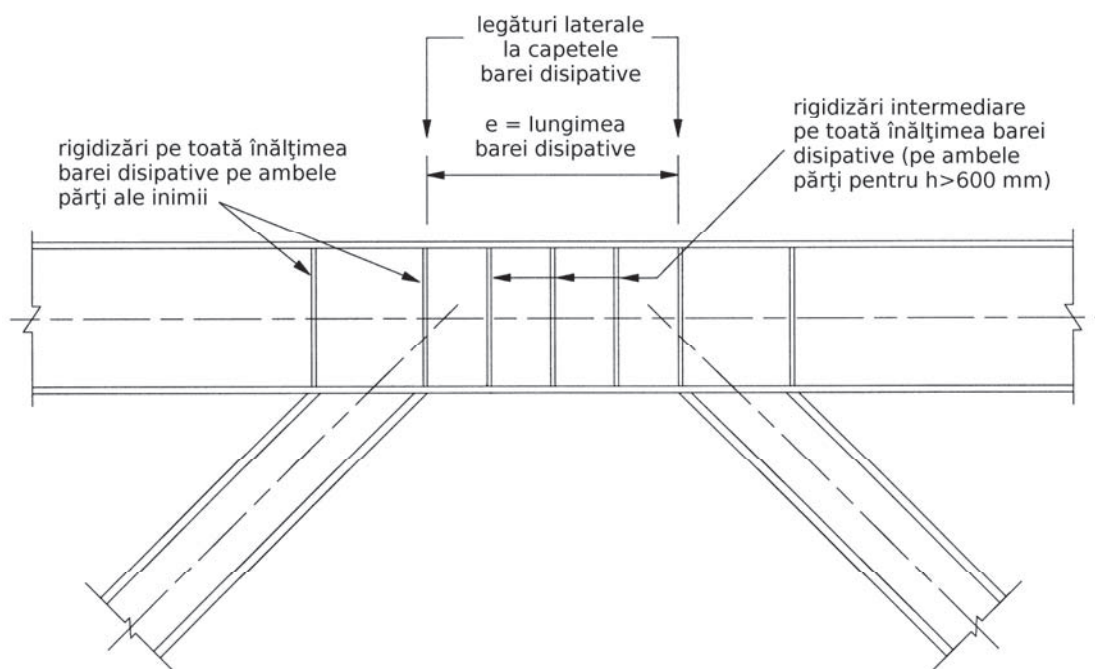 legături laterale
la capetele
barei disipative
e = lungimea
barei disipative
rigidizări pe toată înălţimea
barei disipative pe ambele
părţi ale inimii
rigidizări intermediare
pe toată înălţimea barei
disipative (pe ambele
părţi pentru h>600 mm)